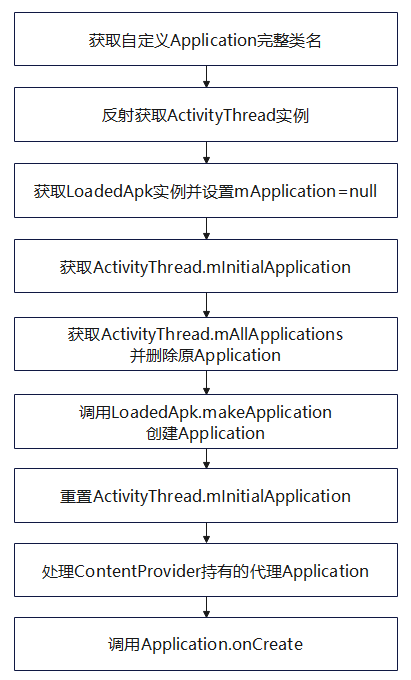 获取自定义Application完整类名
反射获取ActivityThread实例
获取LoadedApk实例并设置mApplication=null
获取ActivityThread.mInitialApplication
获取ActivityThread.mAllApplications
并删除原Application
调用LoadedApk.makeApplication
创建Application
重置ActivityThread.mInitialApplication
处理ContentProvider持有的代理Application
调用Application.onCreate